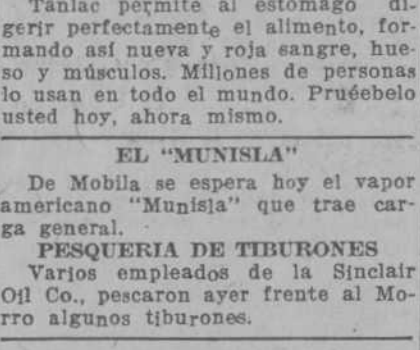 Tanlac permite al estómago di-
gerir perfectamente el alimento, for-
mando así nueva y roja sangre, hue-
so y músculos. Millones de personas
lo usan en todo el mundo. Pruéebelo
usted hoy, ahora mismo.
EL "MUNISLA"
De Mobila se espera hoy el vapor
americano "Munisla" que trae car-
ga general.
PESQUERIA DE TIBURONES
Varios empleados de la Sinclair
Oil Co., pescaron ayer frente al Mo-
rro algunos tiburones.